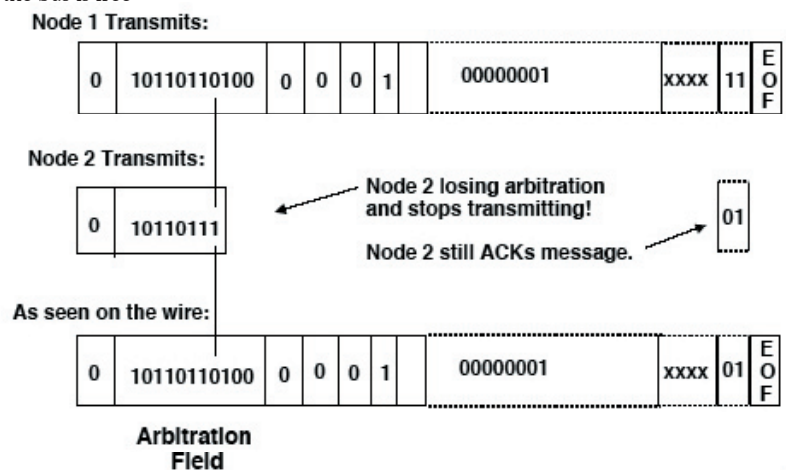 Node 1 Transmits:
0 10110110100 0 0 0 1 00000001 xxxx 11 EOF
Node 2 Transmits:
0 10110111
Node 2 losing arbitration
and stops transmitting!
01
Node 2 still ACKs message.
As seen on the wire:
0 10110110100 0 0 0 1 00000001 xxxx 01 EOF
Arbitration
Field